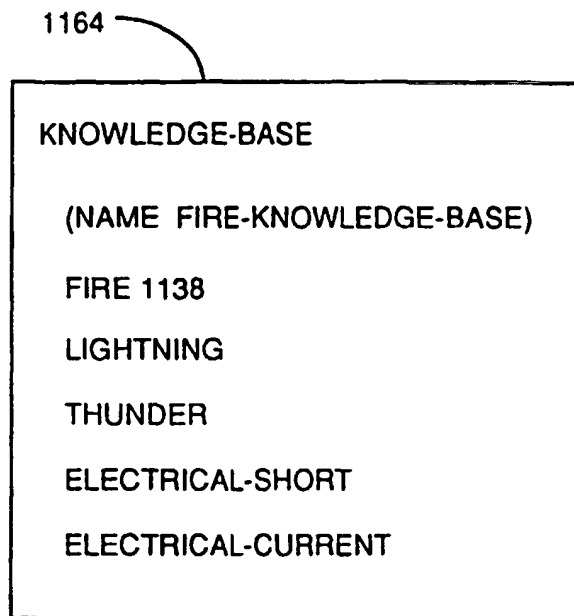 1164
KNOWLEDGE-BASE
(NAME FIRE-KNOWLEDGE-BASE)
FIRE 1138
LIGHTNING
THUNDER
ELECTRICAL-SHORT
ELECTRICAL-CURRENT